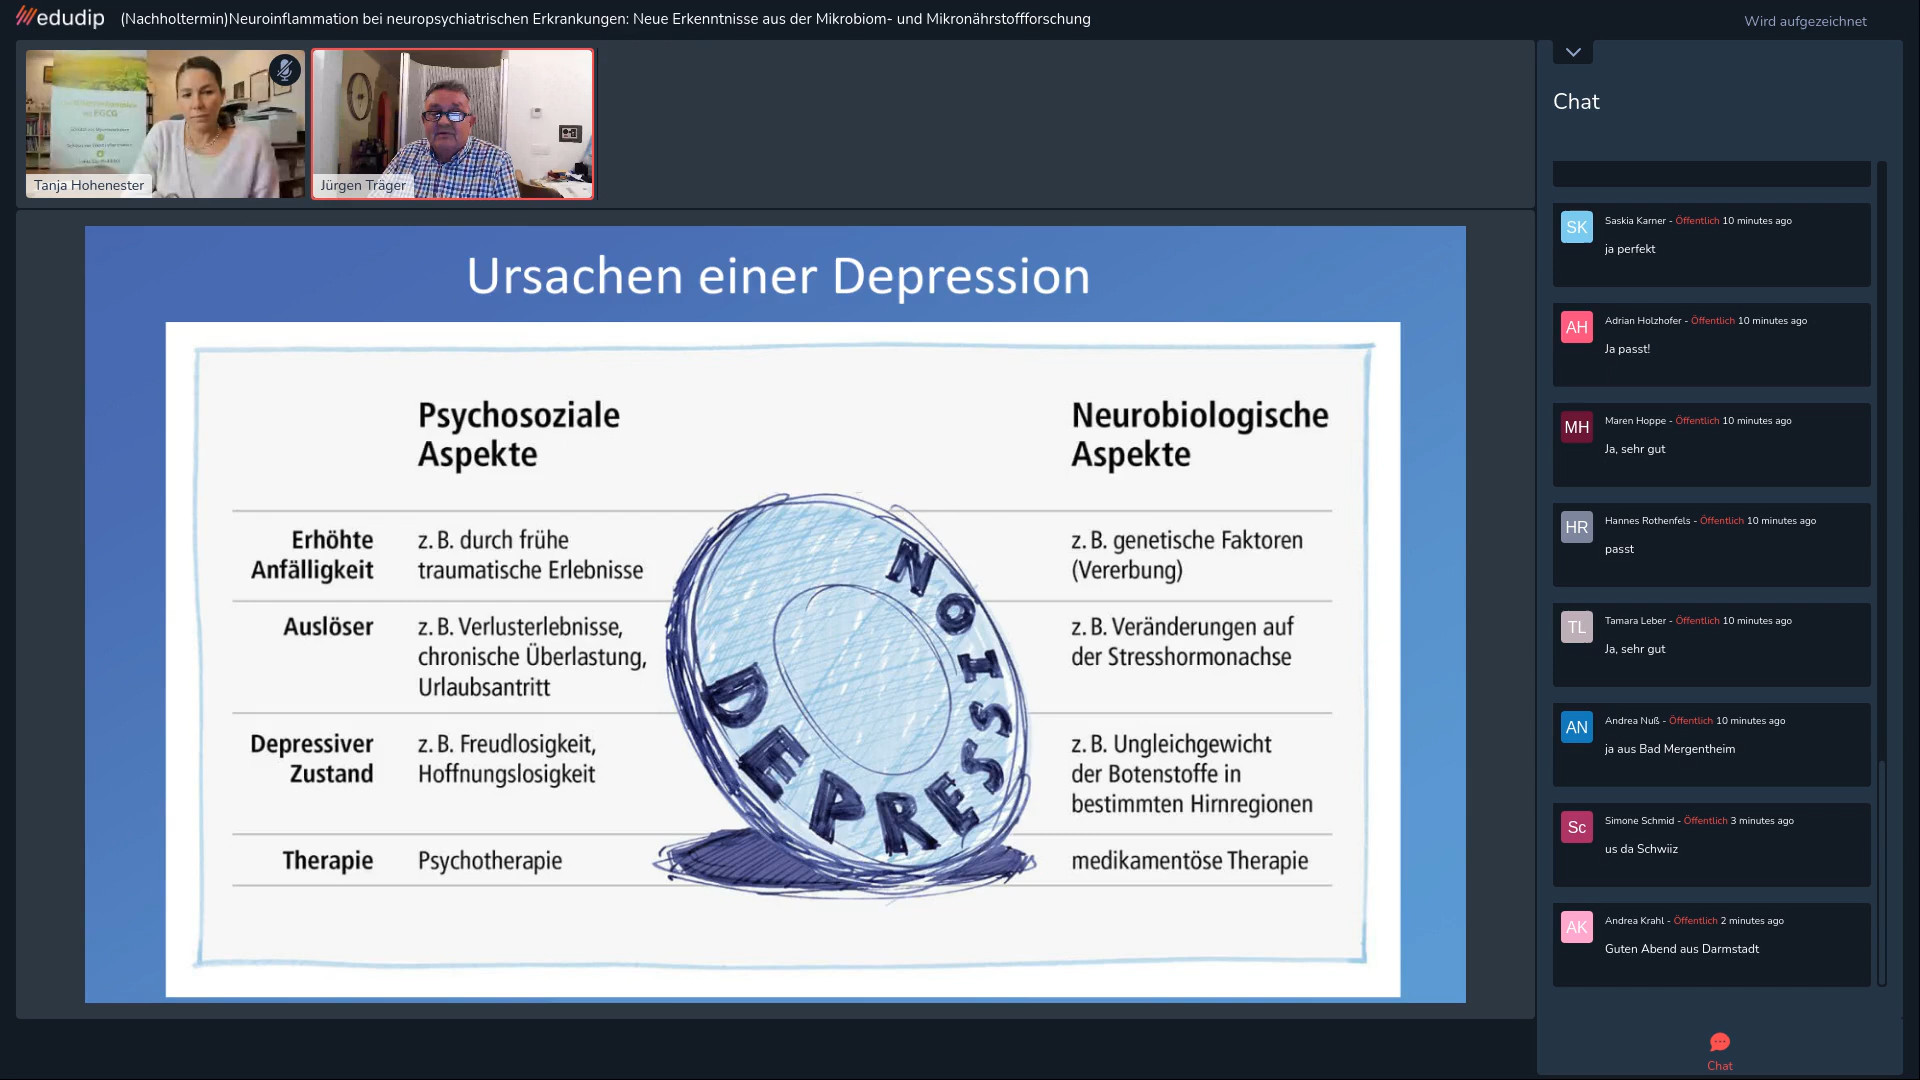 edudip
(Nachholtermin)Neuroinflammation bei neuropsychiatrischen Erkrankungen: Neue Erkenntnisse aus der Mikrobiom- und Mikronährstoffforschung
Wird aufgezeichnet
EGCG
Tanja Hohenester
Jürgen Träger
Ursachen einer Depression
Psychosoziale
Aspekte
Neurobiologische
Aspekte
Erhöhte
Anfälligkeit
z. B. durch frühe
traumatische Erlebnisse
z. B. genetische Faktoren
(Vererbung)
Auslöser
z. B. Verlusterlebnisse,
chronische Überlastung,
Urlaubsantritt
z. B. Veränderungen auf
der Stresshormonachse
Depressiver
Zustand
z. B. Freudlosigkeit,
Hoffnungslosigkeit
z. B. Ungleichgewicht
der Botenstoffe in
bestimmten Hirnregionen
Therapie
Psychotherapie
medikamentöse Therapie
DEPRESSION
Chat
SK
Saskia Karner - Öffentlich 10 minutes ago
ja perfekt
AH
Adrian Holzhofer - Öffentlich 10 minutes ago
Ja passt!
MH
Maren Hoppe - Öffentlich 10 minutes ago
Ja, sehr gut
HR
Hannes Rothenfels - Öffentlich 10 minutes ago
passt
TL
Tamara Leber - Öffentlich 10 minutes ago
Ja, sehr gut
AN
Andrea Nuß - Öffentlich 10 minutes ago
ja aus Bad Mergentheim
Sc
Simone Schmid - Öffentlich 3 minutes ago
us da Schwiiz
AK
Andrea Krahl - Öffentlich 2 minutes ago
Guten Abend aus Darmstadt
Chat